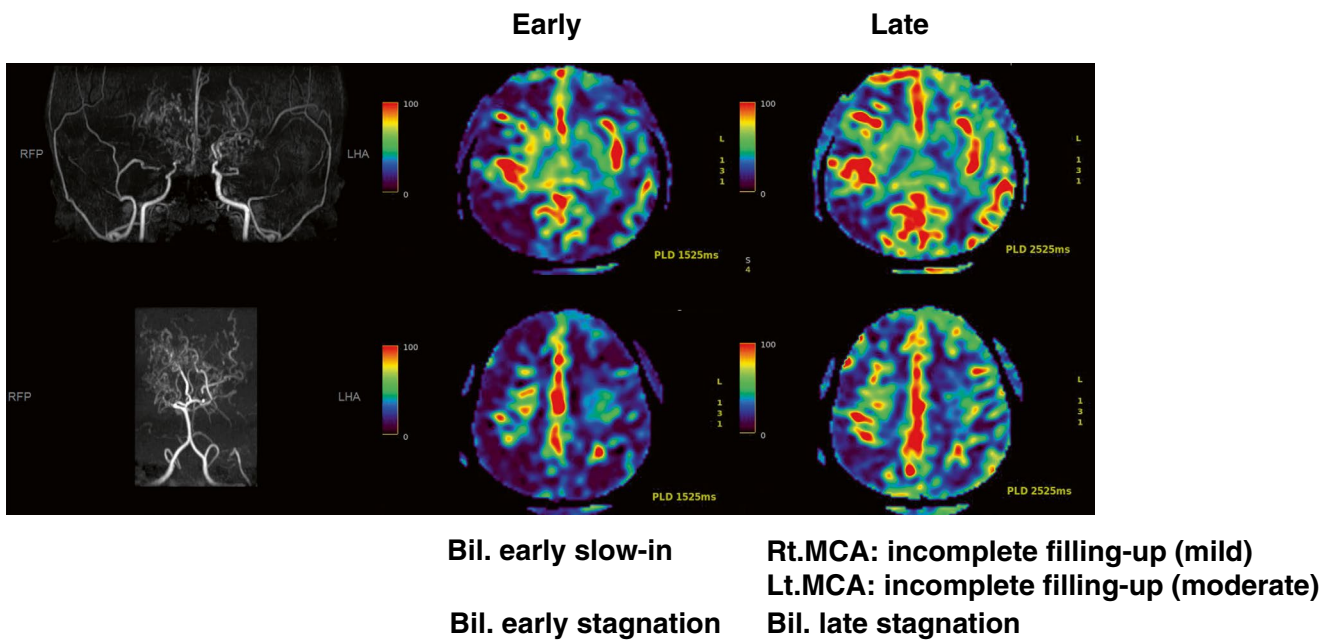 Early
Late
RFP
LHA
100
0
L
1
3
1
PLD 1525ms
100
0
S
4
L
1
3
1
PLD 2525ms
RFP
LHA
100
0
L
1
3
1
PLD 1525ms
100
0
L
1
3
1
PLD 2525ms
Bil. early slow-in
Rt.MCA: incomplete filling-up (mild)
Lt.MCA: incomplete filling-up (moderate)
Bil. early stagnation
Bil. late stagnation